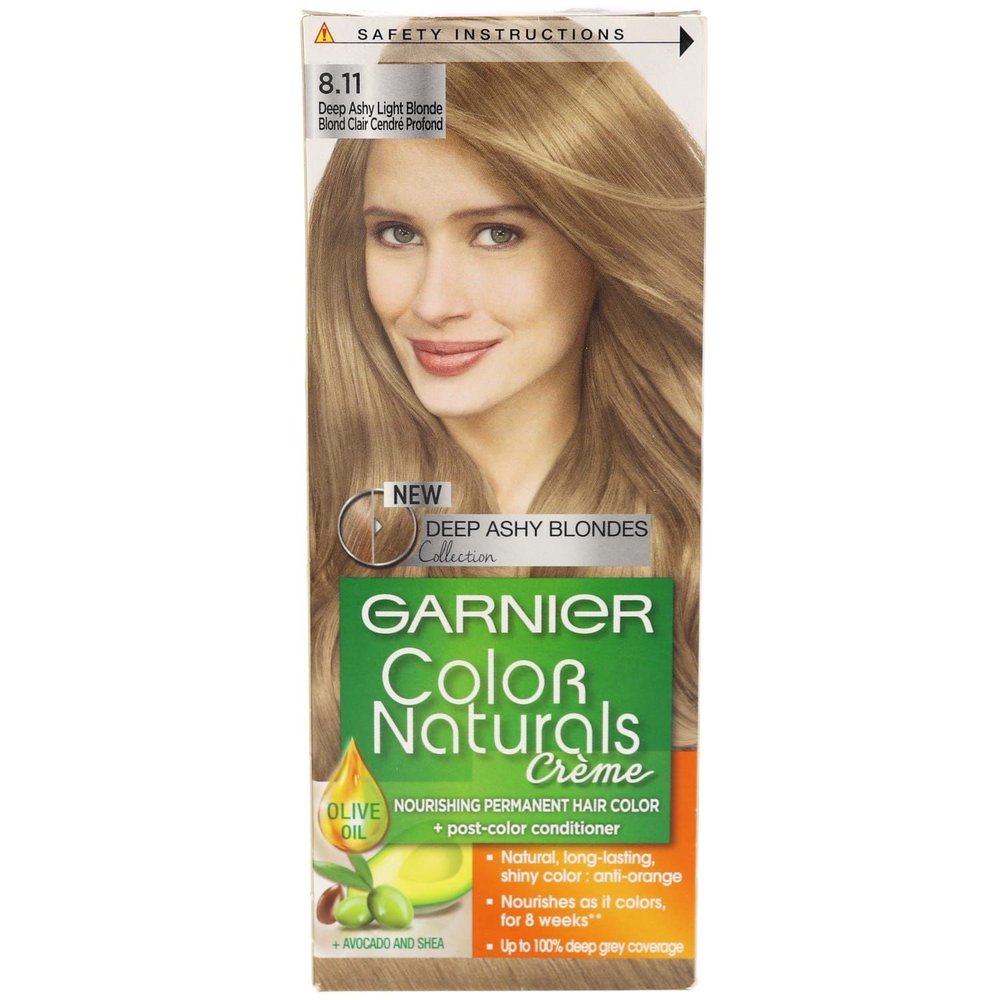 SAFETY INSTRUCTIONS
8.11
Deep Ashy Light Blonde
Blond Clair Cendré Profond
NEW
DEEP ASHY BLONDES
Collection
GARNIER
Color
Naturals
Crème
NOURISHING PERMANENT HAIR COLOR
+ post-color conditioner
OLIVE
OIL
+ AVOCADO AND SHEA
▪ Natural, long-lasting,
shiny color : anti-orange
▪ Nourishes as it colors,
for 8 weeks**
▪ Up to 100% deep grey coverage